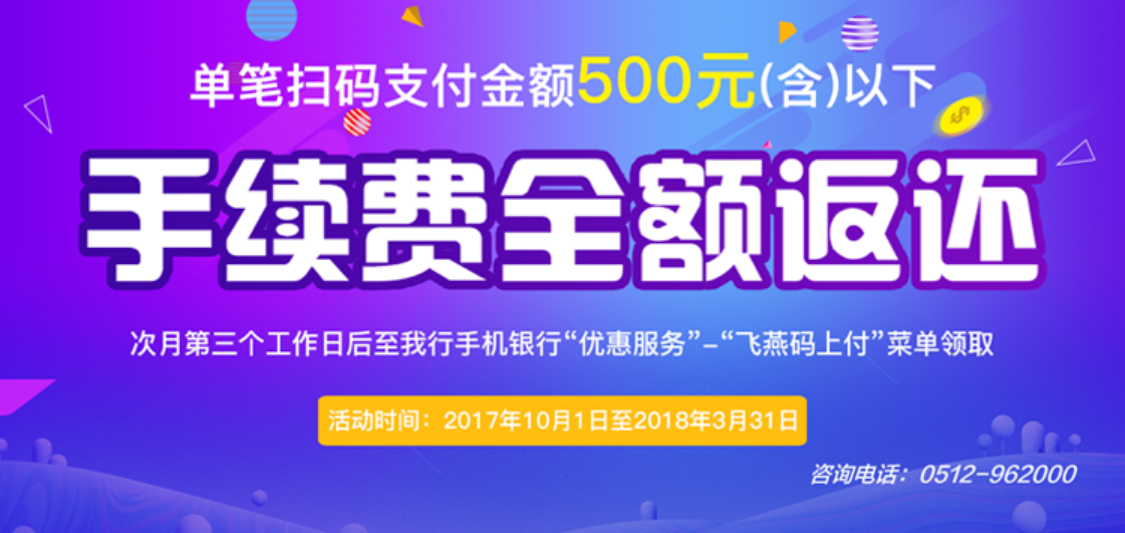 单笔扫码支付金额500元(含)以下
手续费全额返还
次月第三个工作日后至我行手机银行“优惠服务”-“飞燕码上付”菜单领取
活动时间：2017年10月1日至2018年3月31日
咨询电话：0512-962000